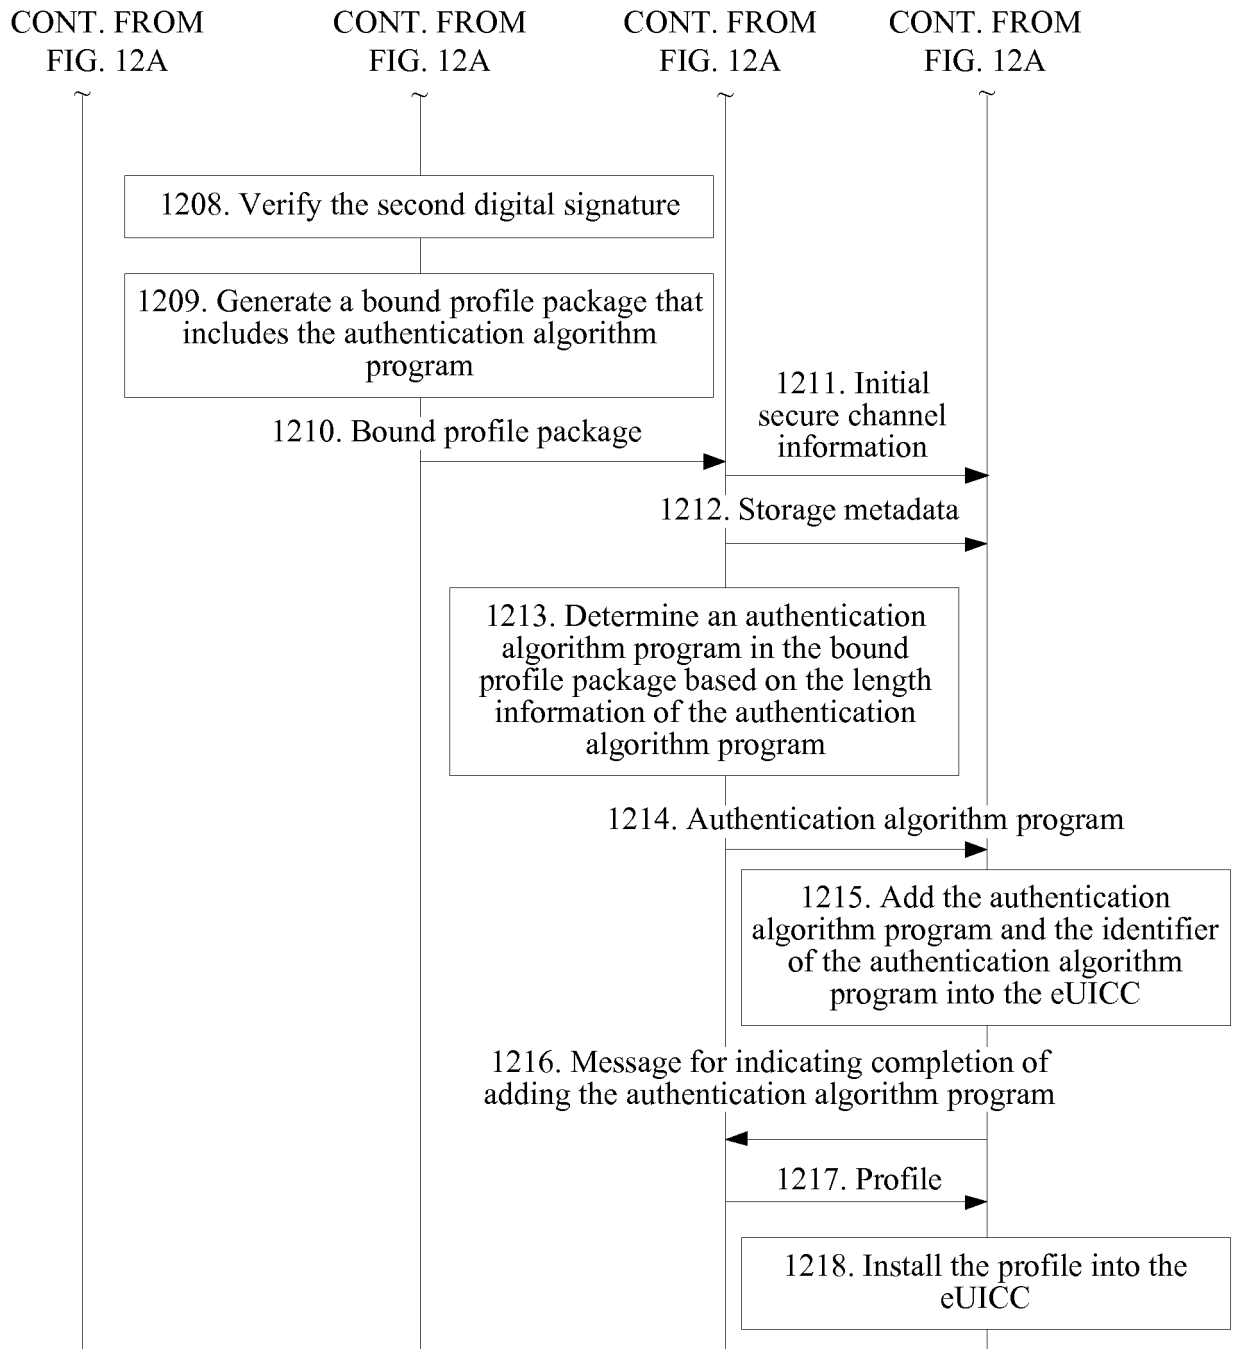 CONT. FROM
FIG. 12A
CONT. FROM
FIG. 12A
CONT. FROM
FIG. 12A
CONT. FROM
FIG. 12A
1208. Verify the second digital signature
1209. Generate a bound profile package that
includes the authentication algorithm
program
1210. Bound profile package
1211. Initial
secure channel
information
1212. Storage metadata
1213. Determine an authentication
algorithm program in the bound
profile package based on the length
information of the authentication
algorithm program
1214. Authentication algorithm program
1215. Add the authentication
algorithm program and the identifier
of the authentication algorithm
program into the eUICC
1216. Message for indicating completion of
adding the authentication algorithm program
1217. Profile
1218. Install the profile into the
eUICC